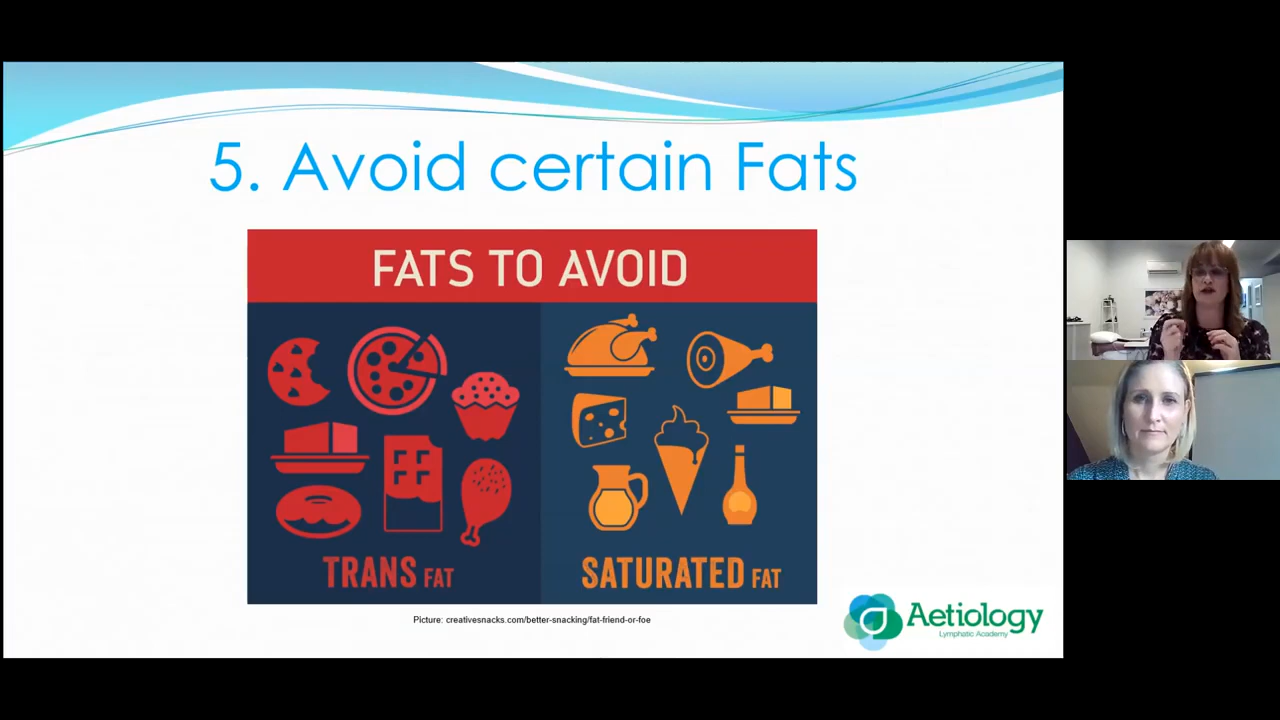 5. Avoid certain Fats
FATS TO AVOID
TRANS FAT
SATURATED FAT
Picture: creativesnacks.com/better-snacking/fat-friend-or-foe
Aetiology
Lymphatic Academy